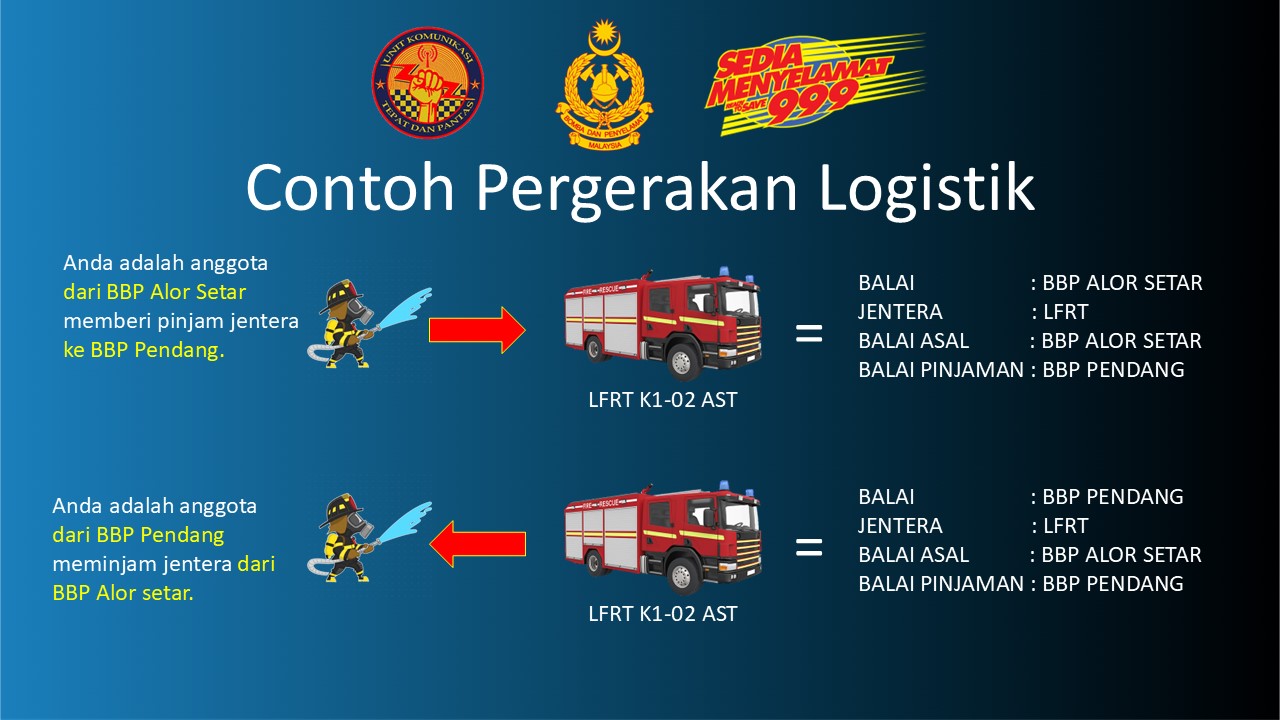 UNIT KOMUNIKASI
TEPAT DAN PANTAS
BOMBA DAN PENYELAMAT
MALAYSIA
SEDIA
MENYELAMAT
READY TO SAVE
999
Contoh Pergerakan Logistik
Anda adalah anggota
dari BBP Alor Setar
memberi pinjam jentera
ke BBP Pendang.
FIRE RESCUE
LFRT K1-02 AST
=
BALAI : BBP ALOR SETAR
JENTERA : LFRT
BALAI ASAL : BBP ALOR SETAR
BALAI PINJAMAN : BBP PENDANG
Anda adalah anggota
dari BBP Pendang
meminjam jentera dari
BBP Alor setar.
FIRE RESCUE
LFRT K1-02 AST
=
BALAI : BBP PENDANG
JENTERA : LFRT
BALAI ASAL : BBP ALOR SETAR
BALAI PINJAMAN : BBP PENDANG